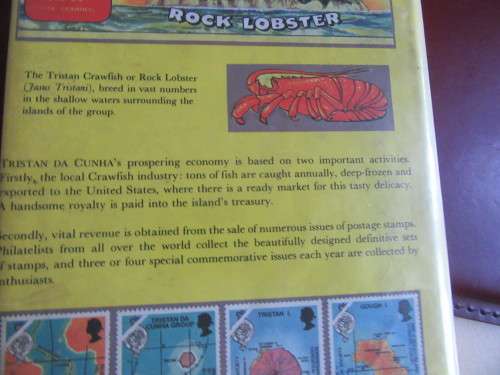 ROCK LOBSTER
The Tristan Crawfish or Rock Lobster
(Jasus Tristani), breed in vast numbers
in the shallow waters surrounding the
islands of the group.
TRISTAN DA CUNHA's prospering economy is based on two important activities.
Firstly, the local Crawfish industry: tons of fish are caught annually, deep-frozen and
exported to the United States, where there is a ready market for this tasty delicacy.
A handsome royalty is paid into the island's treasury.
Secondly, vital revenue is obtained from the sale of numerous issues of postage stamps.
Philatelists from all over the world collect the beautifully designed definitive sets
of stamps, and three or four special commemorative issues each year are collected by
enthusiasts.
TRISTAN DA
CUNHA GROUP
TRISTAN I.
GOUGH I.